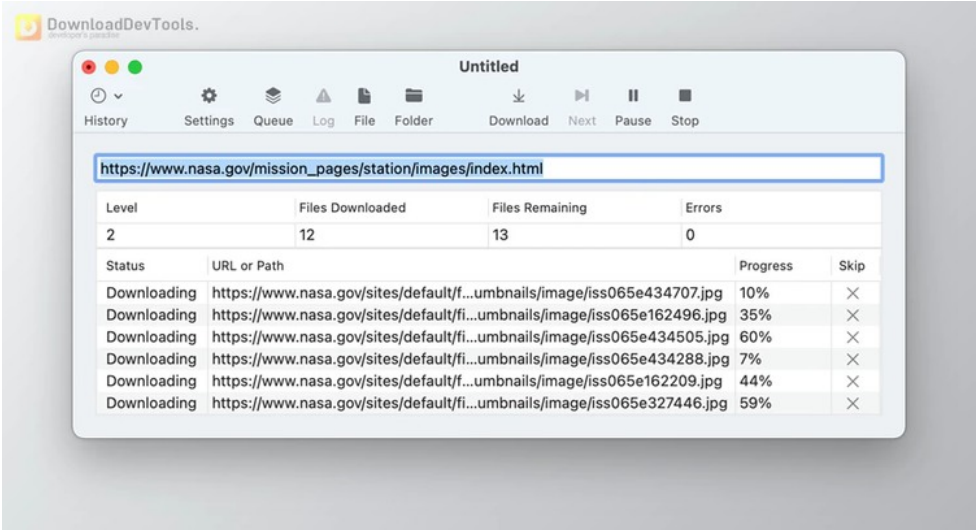 DownloadDevTools.
developer's paradise
Untitled
History Settings Queue Log File Folder Download Next Pause Stop
https://www.nasa.gov/mission_pages/station/images/index.html
Level Files Downloaded Files Remaining Errors
2 12 13 0
Status URL or Path Progress Skip
Downloading https://www.nasa.gov/sites/default/f...umbnails/image/iss065e434707.jpg 10%
Downloading https://www.nasa.gov/sites/default/fi...umbnails/image/iss065e162496.jpg 35%
Downloading https://www.nasa.gov/sites/default/fi...umbnails/image/iss065e434505.jpg 60%
Downloading https://www.nasa.gov/sites/default/fi...umbnails/image/iss065e434288.jpg 7%
Downloading https://www.nasa.gov/sites/default/f...umbnails/image/iss065e162209.jpg 44%
Downloading https://www.nasa.gov/sites/default/fi...umbnails/image/iss065e327446.jpg 59%